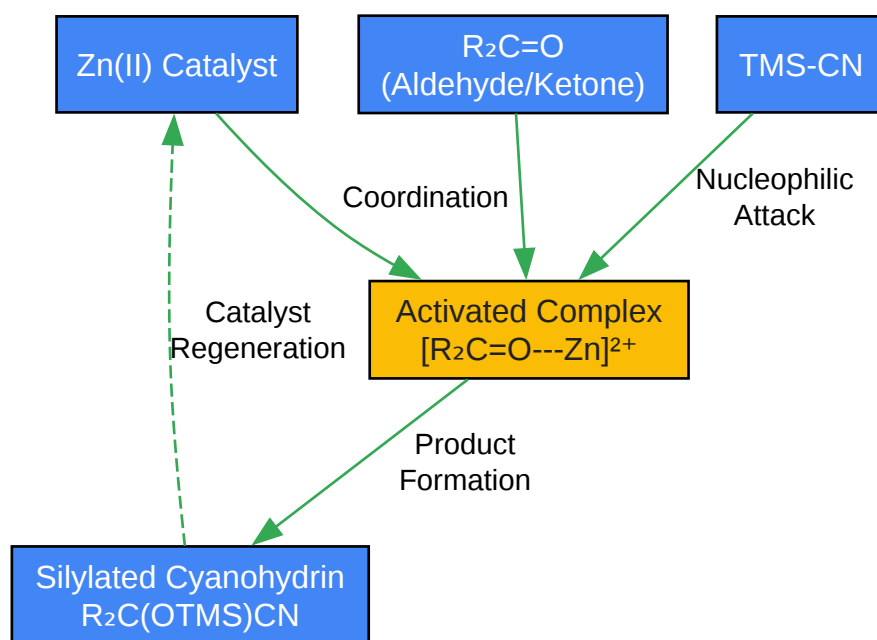 Zn(II) Catalyst
R₂C=O
(Aldehyde/Ketone)
TMS-CN
Coordination
Nucleophilic
Attack
Activated Complex
[R₂C=O---Zn]²⁺
Catalyst
Regeneration
Product
Formation
Silylated Cyanohydrin
R₂C(OTMS)CN